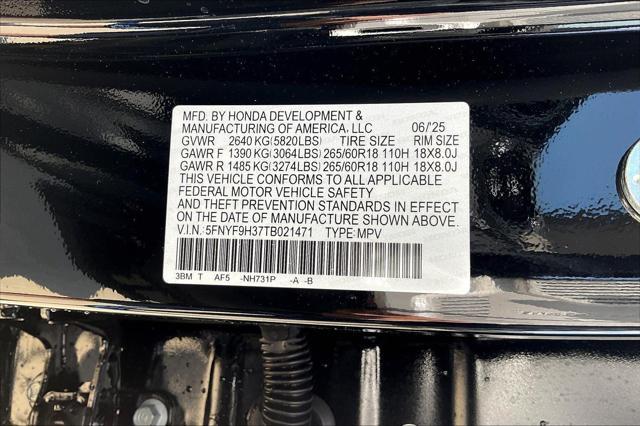 MFD. BY HONDA DEVELOPMENT &
MANUFACTURING OF AMERICA, LLC 06/'25
GVWR 2640 KG(5820LBS) TIRE SIZE RIM SIZE
GAWR F 1390 KG(3064LBS) 265/60R18 110H 18X8.0J
GAWR R 1485 KG(3274LBS) 265/60R18 110H 18X8.0J
THIS VEHICLE CONFORMS TO ALL APPLICABLE
FEDERAL MOTOR VEHICLE SAFETY
AND THEFT PREVENTION STANDARDS IN EFFECT
ON THE DATE OF MANUFACTURE SHOWN ABOVE.
V.I.N.: 5FNYF9H37TB021471 TYPE: MPV
3BM T AF5 -NH731P -A -B